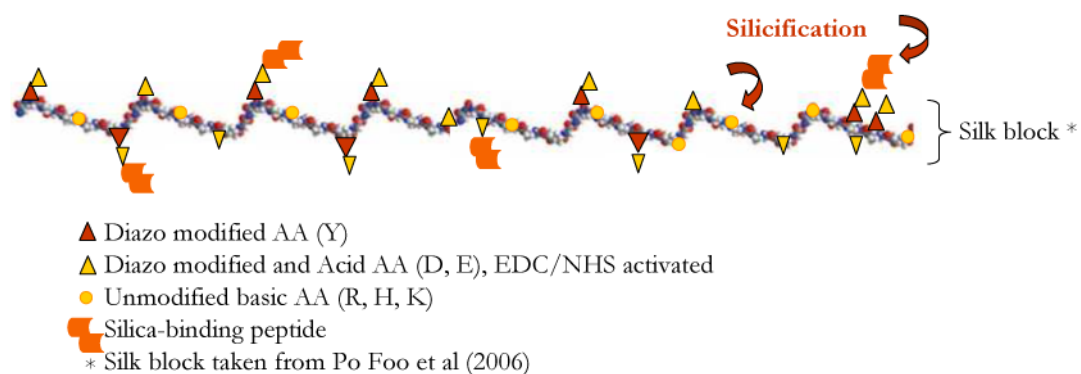 Silicification
Silk block *
Diazo modified AA (Y)
Diazo modified and Acid AA (D, E), EDC/NHS activated
Unmodified basic AA (R, H, K)
Silica-binding peptide
* Silk block taken from Po Foo et al (2006)